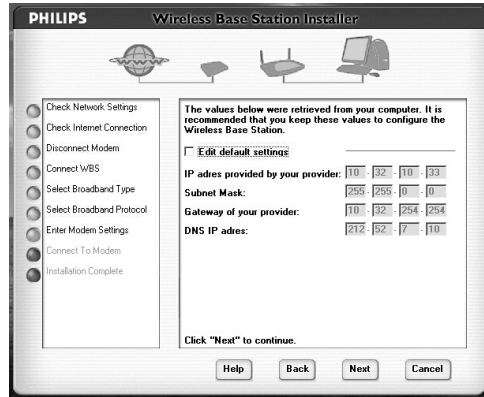 PHILIPS Wireless Base Station Installer
Check Network Settings
Check Internet Connection
Disconnect Modem
Connect WBS
Select Broadband Type
Select Broadband Protocol
Enter Modem Settings
Connect To Modem
Installation Complete
The values below were retrieved from your computer. It is
recommended that you keep these values to configure the
Wireless Base Station.
Edit default settings
IP adres provided by your provider: 10 . 32 . 10 . 33
Subnet Mask: 255 . 255 . 0 . 0
Gateway of your provider: 10 . 32 . 254 . 254
DNS IP adres: 212 . 52 . 7 . 10
Click "Next" to continue.
Help Back Next Cancel